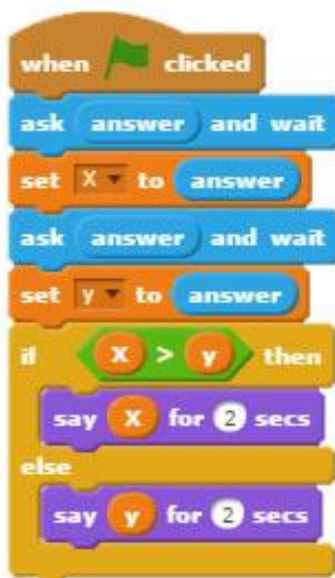 when clicked
ask answer and wait
set X to answer
ask answer and wait
set y to answer
if X > y then
say X for 2 secs
else
say y for 2 secs